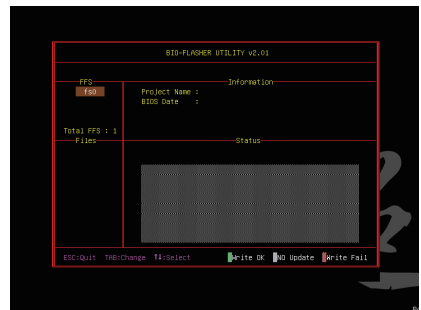 BIO-FLASHER UTILITY v2.01
FFS
Information
fs0
Project Name :
BIOS Date :
Total FFS : 1
Files
Status
ESC:Quit TAB:Change ↑↓:Select Write OK NO Update Write Fail